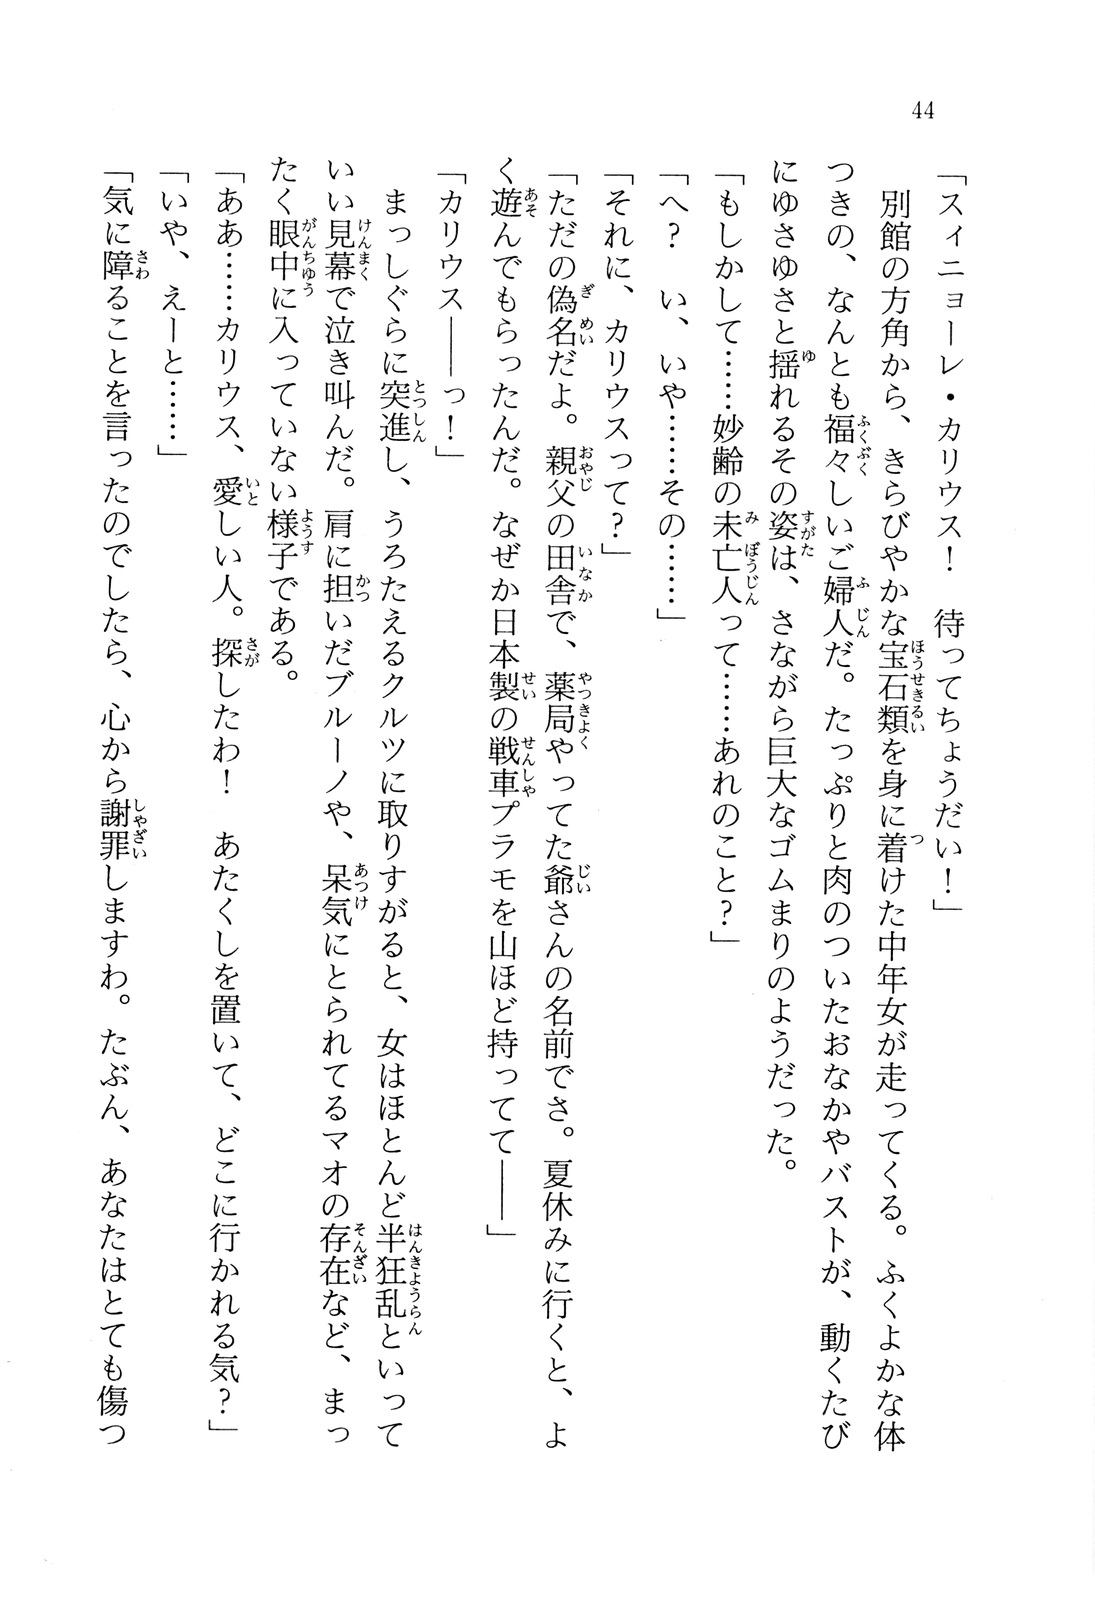 44
「スィニョーレ・カリウス！　待ってちょうだい！」
　別館の方角から、きらびやかな宝石類を身に着けた中年女が走ってくる。ふくよかな体
つきの、なんとも福々しいご婦人だ。たっぷりと肉のついたおなかやバストが、動くたび
にゆさゆさと揺れるその姿は、さながら巨大なゴムまりのようだった。
「もしかして……妙齢の未亡人って……あれのこと？」
「へ？　い、いや……その……」
「それに、カリウスって？」
「ただの偽名だよ。親父の田舎で、薬局やってた爺さんの名前でさ。夏休みに行くと、よ
く遊んでもらったんだ。なぜか日本製の戦車プラモを山ほど持ってて――」
「カリウス――っ！」
　まっしぐらに突進し、うろたえるクルツに取りすがると、女はほとんど半狂乱といって
いい見幕で泣き叫んだ。肩に担いだブルーノや、呆気にとられてるマオの存在など、まっ
たく眼中に入っていない様子である。
「ああ……カリウス、愛しい人。探したわ！　あたくしを置いて、どこに行かれる気？」
「いや、えーと……」
「気に障ることを言ったのでしたら、心から謝罪しますわ。たぶん、あなたはとても傷つ